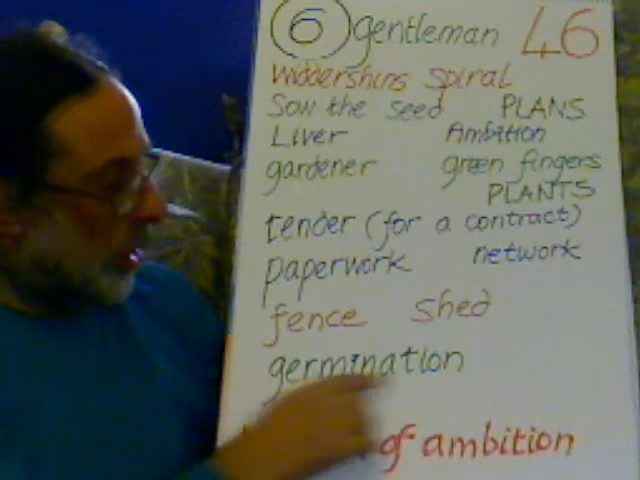 6 gentleman 46
widdershins spiral
Sow the seed PLANS
Liver Ambition
gardener green fingers
PLANTS
tender (for a contract)
paperwork network
fence shed
germination
of ambition